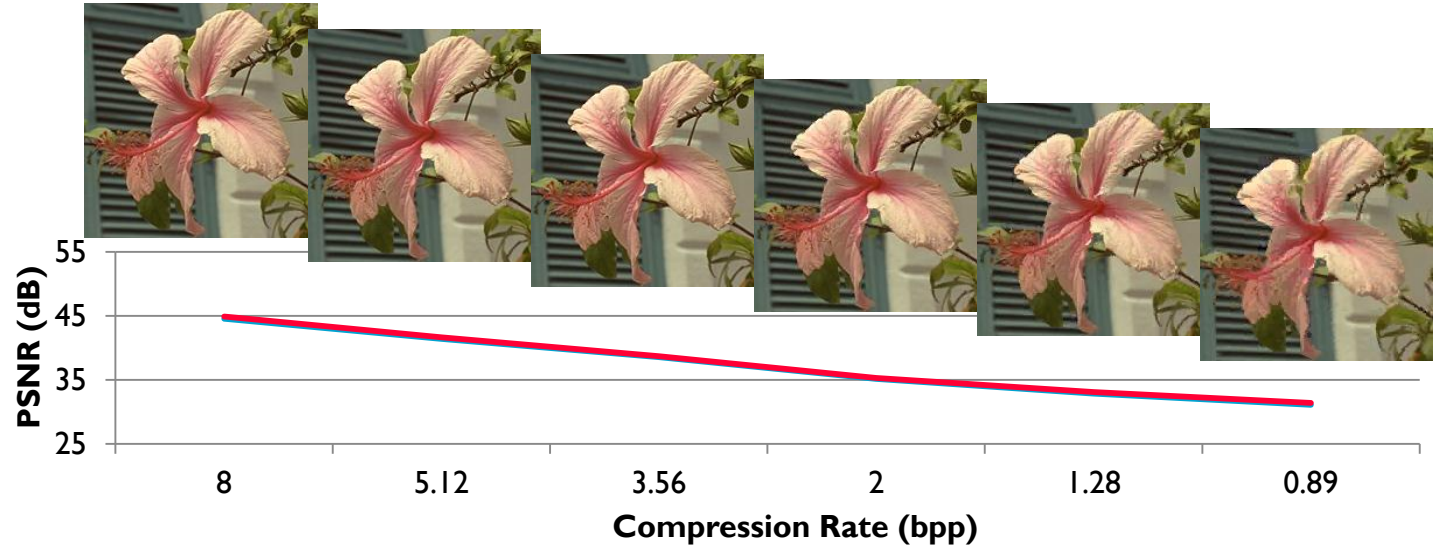 55
45
35
25
PSNR (dB)
8 5.12 3.56 2 1.28 0.89
Compression Rate (bpp)